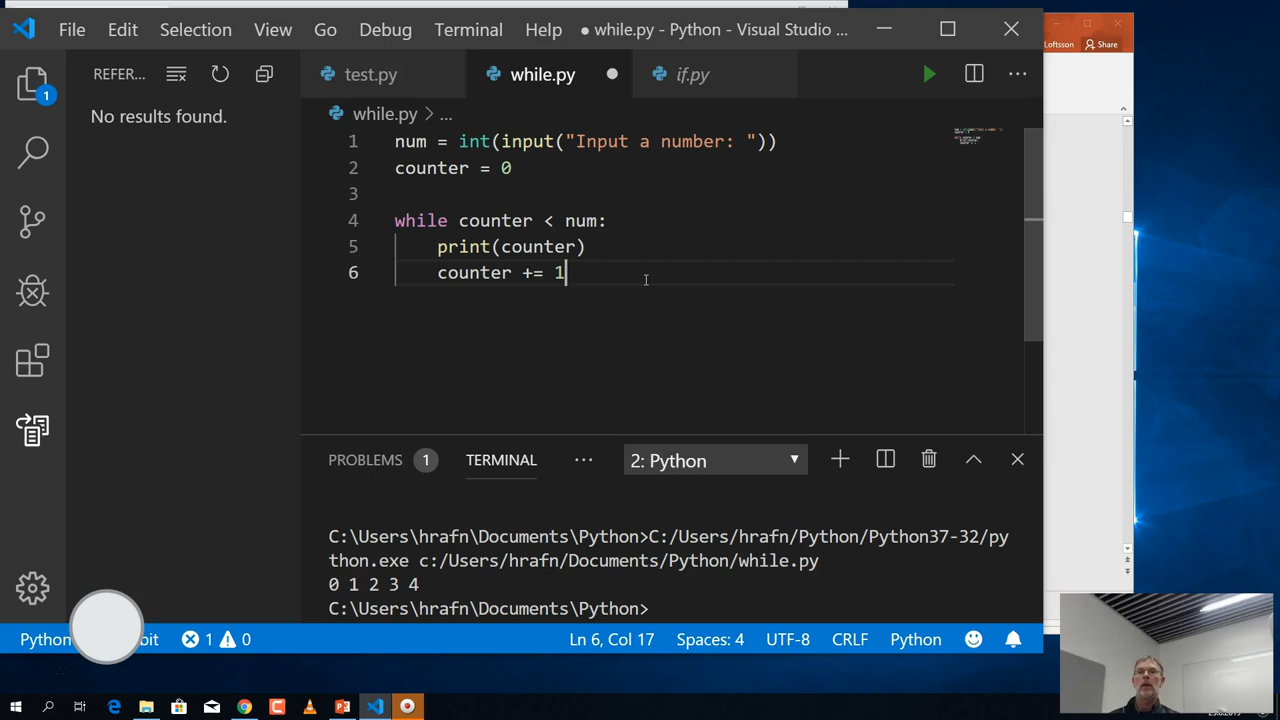 File Edit Selection View Go Debug Terminal Help ● while.py - Python - Visual Studio ...
Loftsson Share
REFER...
test.py while.py ● if.py
1
No results found.
while.py > ...
1 num = int(input("Input a number: "))
2 counter = 0
3
4 while counter < num:
5 print(counter)
6 counter += 1
PROBLEMS 1 TERMINAL ... 2: Python
C:\Users\hrafn\Documents\Python>C:/Users/hrafn/Python/Python37-32/py
thon.exe c:/Users/hrafn/Documents/Python/while.py
0 1 2 3 4
C:\Users\hrafn\Documents\Python>
Python bit 1 0 Ln 6, Col 17 Spaces: 4 UTF-8 CRLF Python